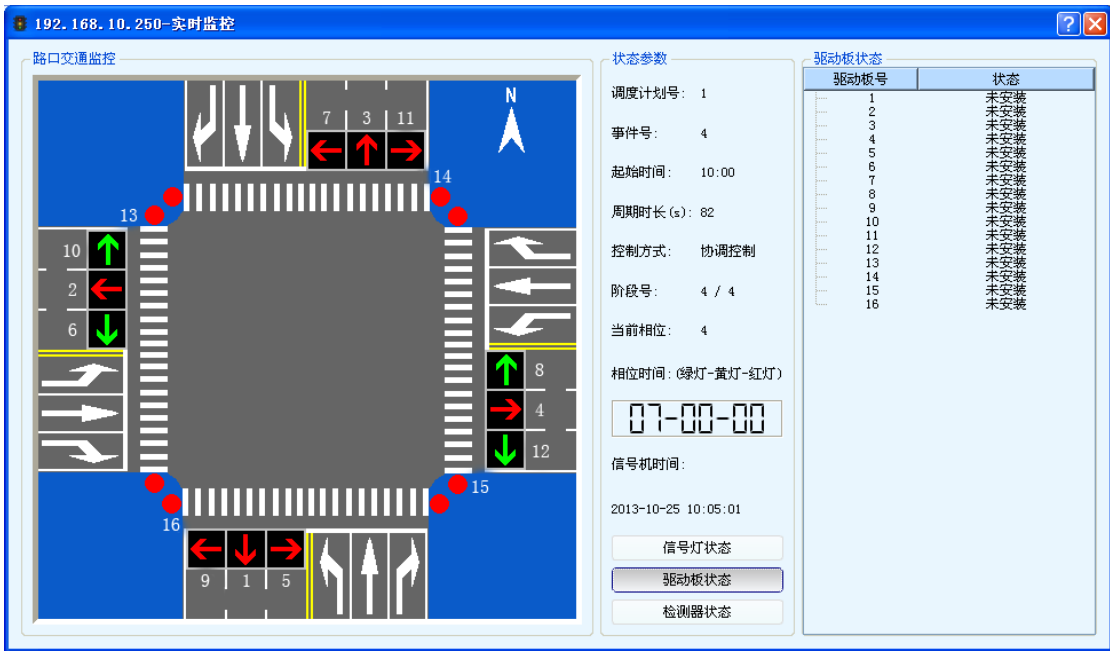 192.168.10.250-实时监控
路口交通监控
N
7 3 11
14
13
10
2
6
8
4
12
15
16
9 1 5
状态参数
调度计划号: 1
事件号: 4
起始时间: 10:00
周期时长(s): 82
控制方式: 协调控制
阶段号: 4 / 4
当前相位: 4
相位时间:(绿灯-黄灯-红灯)
07-00-00
信号机时间:
2013-10-25 10:05:01
信号灯状态
驱动板状态
检测器状态
驱动板状态
驱动板号 状态
1 未安装
2 未安装
3 未安装
4 未安装
5 未安装
6 未安装
7 未安装
8 未安装
9 未安装
10 未安装
11 未安装
12 未安装
13 未安装
14 未安装
15 未安装
16 未安装